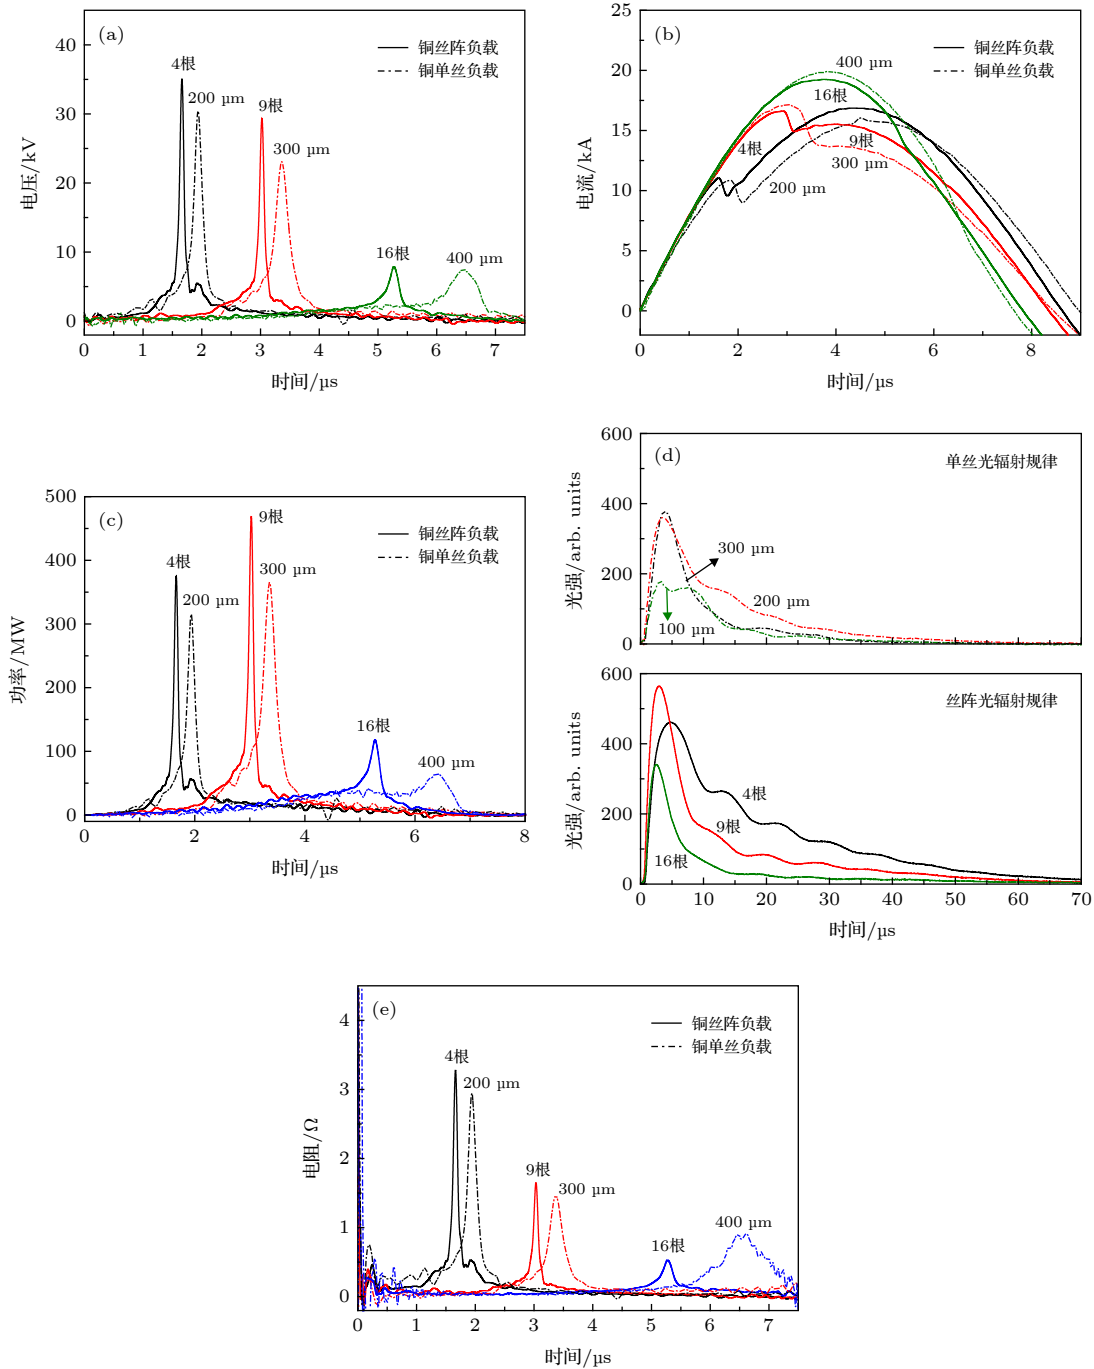 (a)
电压/kV
40
30
20
10
0
铜丝阵负载
铜单丝负载
4根
200 µm
9根
300 µm
16根
400 µm
0 1 2 3 4 5 6 7
时间/µs
(b)
电流/kA
25
20
15
10
5
0
铜丝阵负载
铜单丝负载
400 µm
16根
4根
9根
300 µm
200 µm
0 2 4 6 8
时间/µs
(c)
功率/MW
500
400
300
200
100
0
铜丝阵负载
铜单丝负载
9根
4根
300 µm
200 µm
16根
400 µm
0 2 4 6 8
时间/µs
(d)
单丝光辐射规律
光强/arb. units
600
400
200
0
300 µm
200 µm
100 µm
丝阵光辐射规律
光强/arb. units
600
400
200
0
4根
9根
16根
0 10 20 30 40 50 60 70
时间/µs
(e)
电阻/Ω
4
3
2
1
0
铜丝阵负载
铜单丝负载
4根
200 µm
9根
300 µm
16根
400 µm
0 1 2 3 4 5 6 7
时间/µs